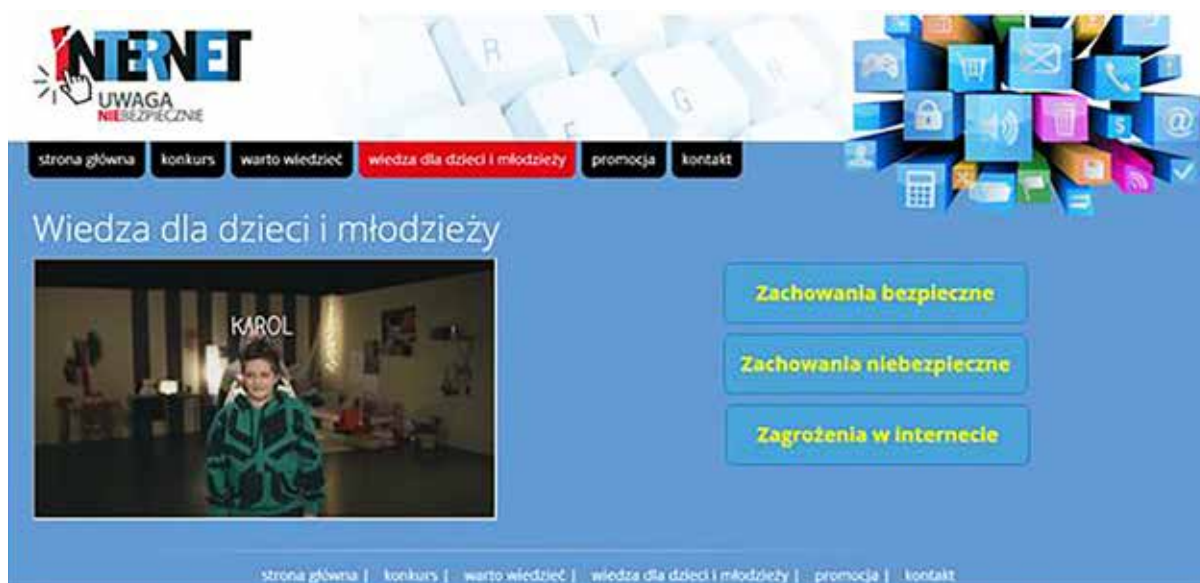 INTERNET
UWAGA
NIEBEZPIECZNIE
strona główna konkurs warto wiedzieć wiedza dla dzieci i młodzieży promocja kontakt
Wiedza dla dzieci i młodzieży
KAROL
Zachowania bezpieczne
Zachowania niebezpieczne
Zagrożenia w internecie
strona główna | konkurs | warto wiedzieć | wiedza dla dzieci i młodzieży | promocja | kontakt